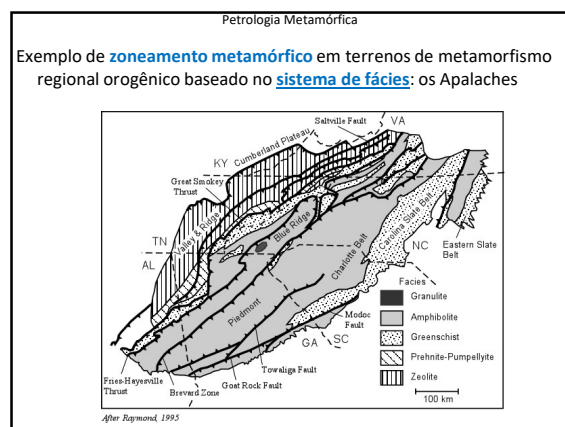 Petrologia Metamórfica
Exemplo de zoneamento metamórfico em terrenos de metamorfismo
regional orogênico baseado no sistema de fácies: os Apalaches
Saltville Fault
VA
KY
Cumberland Plateau
Great Smokey
Thrust
Valley & Ridge
Blue Ridge
TN
AL
Charlotte Belt
Carolina Slate Belt
NC
Eastern Slate
Belt
Piedmont
Modoc
Fault
GA
SC
Towaliga Fault
Goat Rock Fault
Brevard Zone
Fries-Hayesville
Thrust
Facies
Granulite
Amphibolite
Greenschist
Prehnite-Pumpellyite
Zeolite
100 km
After Raymond, 1995